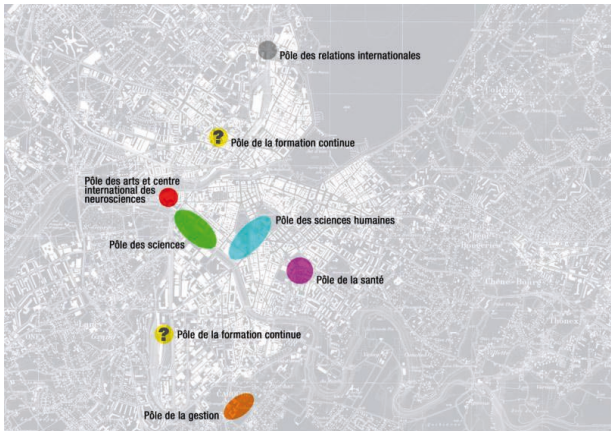 Pôle des relations internationales
?
Pôle de la formation continue
Pôle des arts et centre
international des
neurosciences
Pôle des sciences humaines
Pôle des sciences
Pôle de la santé
?
Pôle de la formation continue
Pôle de la gestion